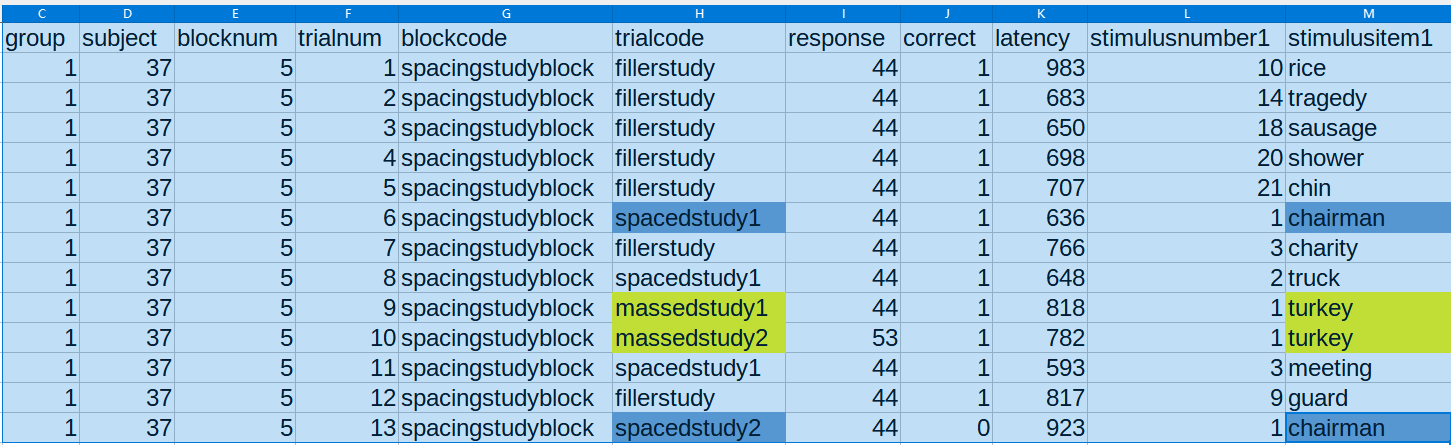 C D E F G H I J K L M
group subject blocknum trialnum blockcode trialcode response correct latency stimulusnumber1 stimulusitem1
1 37 5 1 spacingstudyblock fillerstudy 44 1 983 10 rice
1 37 5 2 spacingstudyblock fillerstudy 44 1 683 14 tragedy
1 37 5 3 spacingstudyblock fillerstudy 44 1 650 18 sausage
1 37 5 4 spacingstudyblock fillerstudy 44 1 698 20 shower
1 37 5 5 spacingstudyblock fillerstudy 44 1 707 21 chin
1 37 5 6 spacingstudyblock spacedstudy1 44 1 636 1 chairman
1 37 5 7 spacingstudyblock fillerstudy 44 1 766 3 charity
1 37 5 8 spacingstudyblock spacedstudy1 44 1 648 2 truck
1 37 5 9 spacingstudyblock massedstudy1 44 1 818 1 turkey
1 37 5 10 spacingstudyblock massedstudy2 53 1 782 1 turkey
1 37 5 11 spacingstudyblock spacedstudy1 44 1 593 3 meeting
1 37 5 12 spacingstudyblock fillerstudy 44 1 817 9 guard
1 37 5 13 spacingstudyblock spacedstudy2 44 0 923 1 chairman